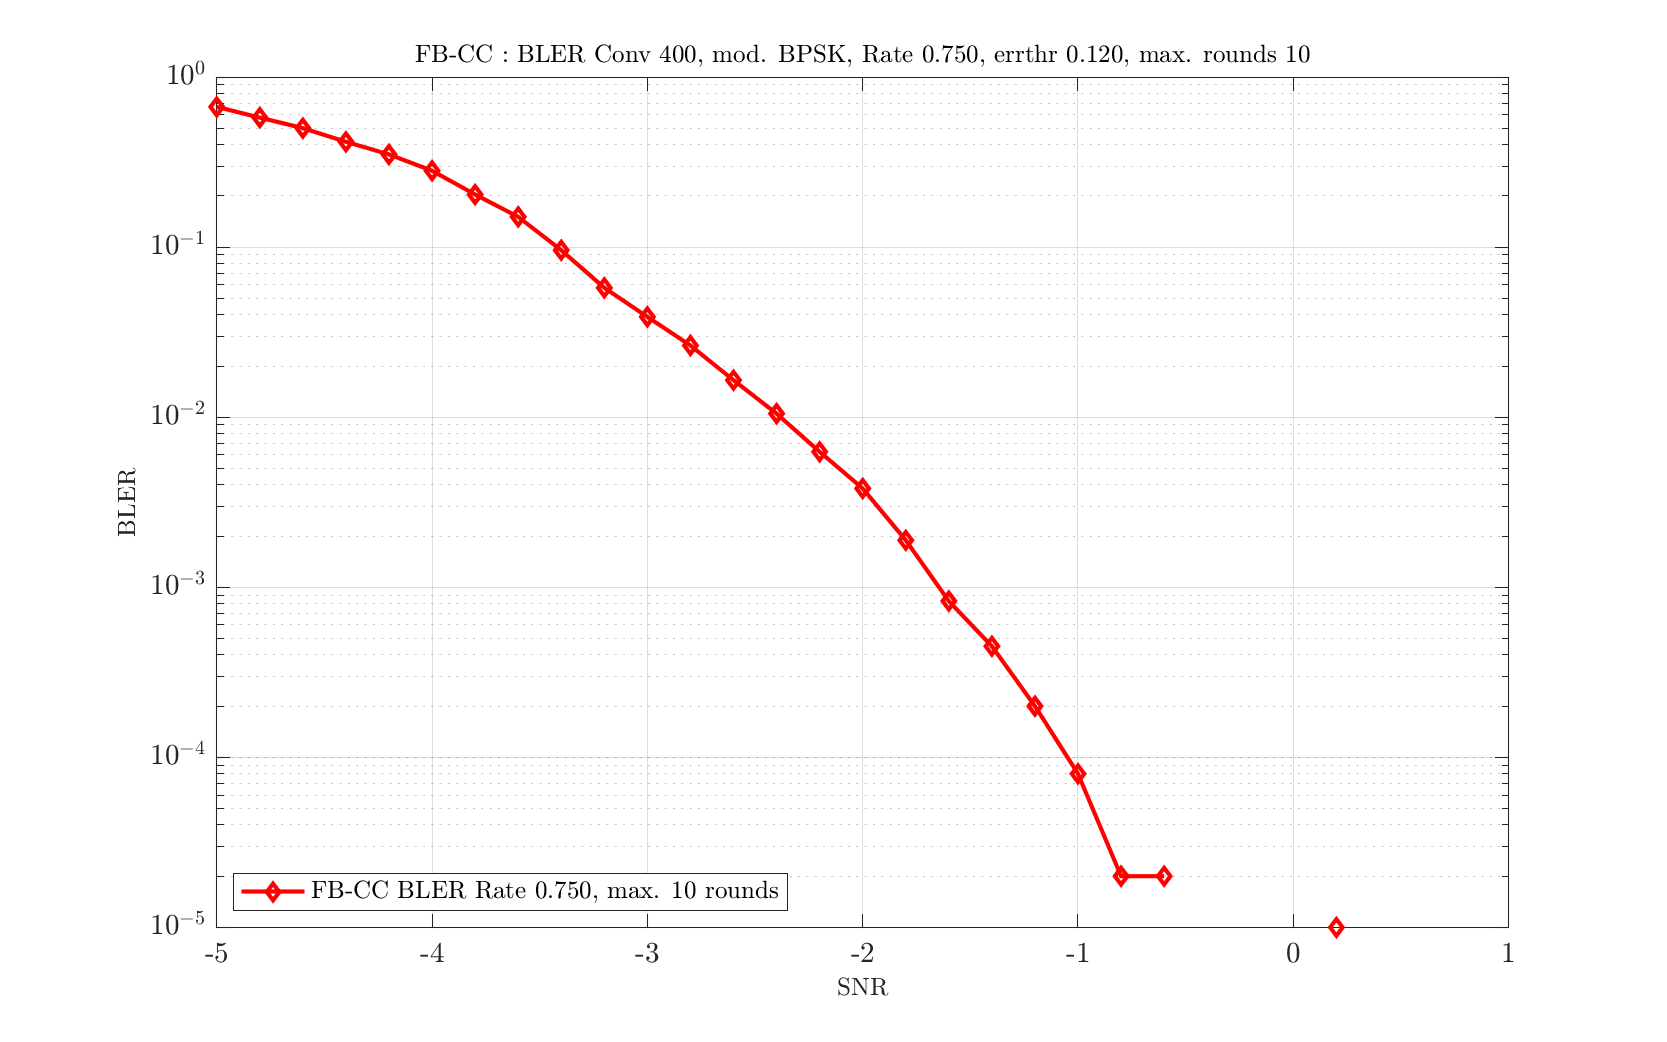 FB-CC : BLER Conv 400, mod. BPSK, Rate 0.750, errthr 0.120, max. rounds 10
10⁰
10⁻¹
10⁻²
10⁻³
10⁻⁴
10⁻⁵
BLER
FB-CC BLER Rate 0.750, max. 10 rounds
-5 -4 -3 -2 -1 0 1
SNR